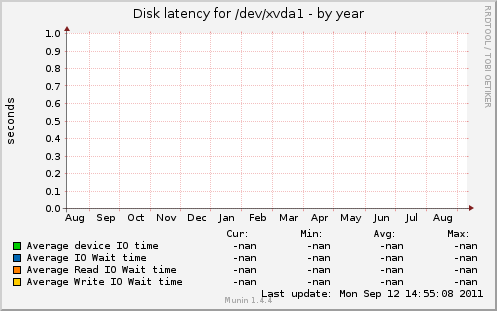 Disk latency for /dev/xvda1 - by year
RRDTOOL / TOBI OETIKER
seconds
1.0
0.9
0.8
0.7
0.6
0.5
0.4
0.3
0.2
0.1
0.0
Aug Sep Oct Nov Dec Jan Feb Mar Apr May Jun Jul Aug
Cur: Min: Avg: Max:
Average device IO time -nan -nan -nan -nan
Average IO Wait time -nan -nan -nan -nan
Average Read IO Wait time -nan -nan -nan -nan
Average Write IO Wait time -nan -nan -nan -nan
Last update: Mon Sep 12 14:55:08 2011
Munin 1.4.4